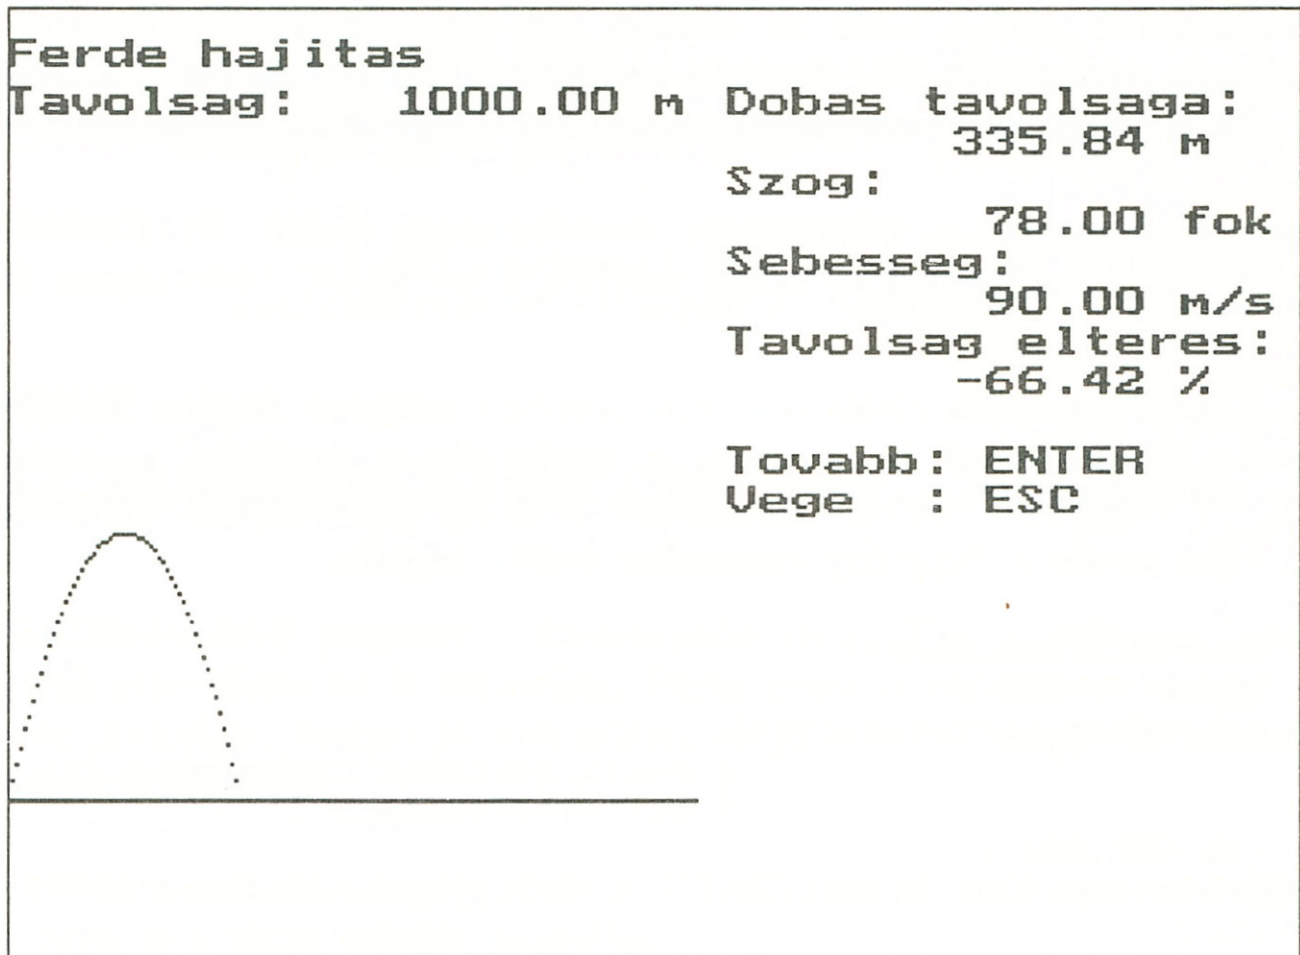 Ferde hajitas
Tavolsag: 1000.00 m
Dobas tavolsaga:
335.84 m
Szog:
78.00 fok
Sebesseg:
90.00 m/s
Tavolsag elteres:
-66.42 %
Tovabb: ENTER
Vege : ESC